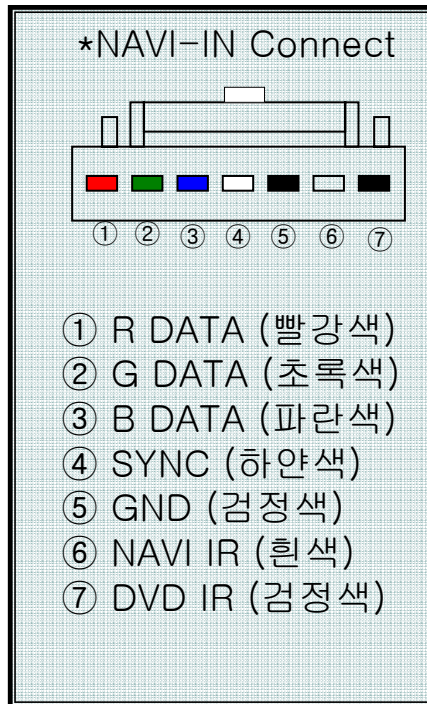 *NAVI-IN Connect
① ② ③ ④ ⑤ ⑥ ⑦
① R DATA (빨강색)
② G DATA (초록색)
③ B DATA (파란색)
④ SYNC (하얀색)
⑤ GND (검정색)
⑥ NAVI IR (흰색)
⑦ DVD IR (검정색)